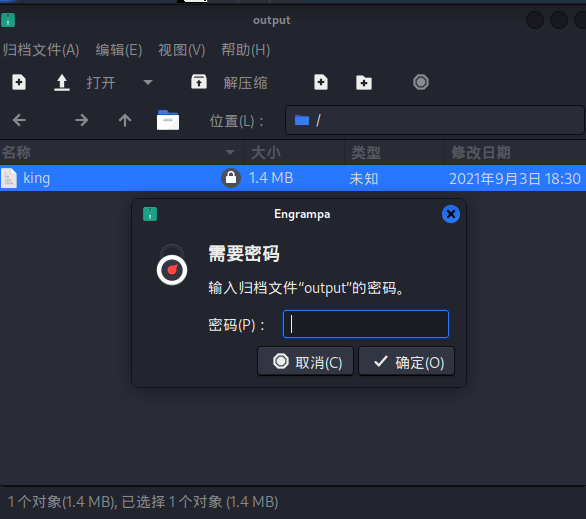 output
归档文件(A) 编辑(E) 视图(V) 帮助(H)
打开 解压缩
位置(L)： /
名称 大小 类型 修改日期
king 1.4 MB 未知 2021年9月3日 18:30
Engrampa
需要密码
输入归档文件“output”的密码。
密码(P)：
取消(C) 确定(O)
1 个对象(1.4 MB), 已选择 1 个对象 (1.4 MB)